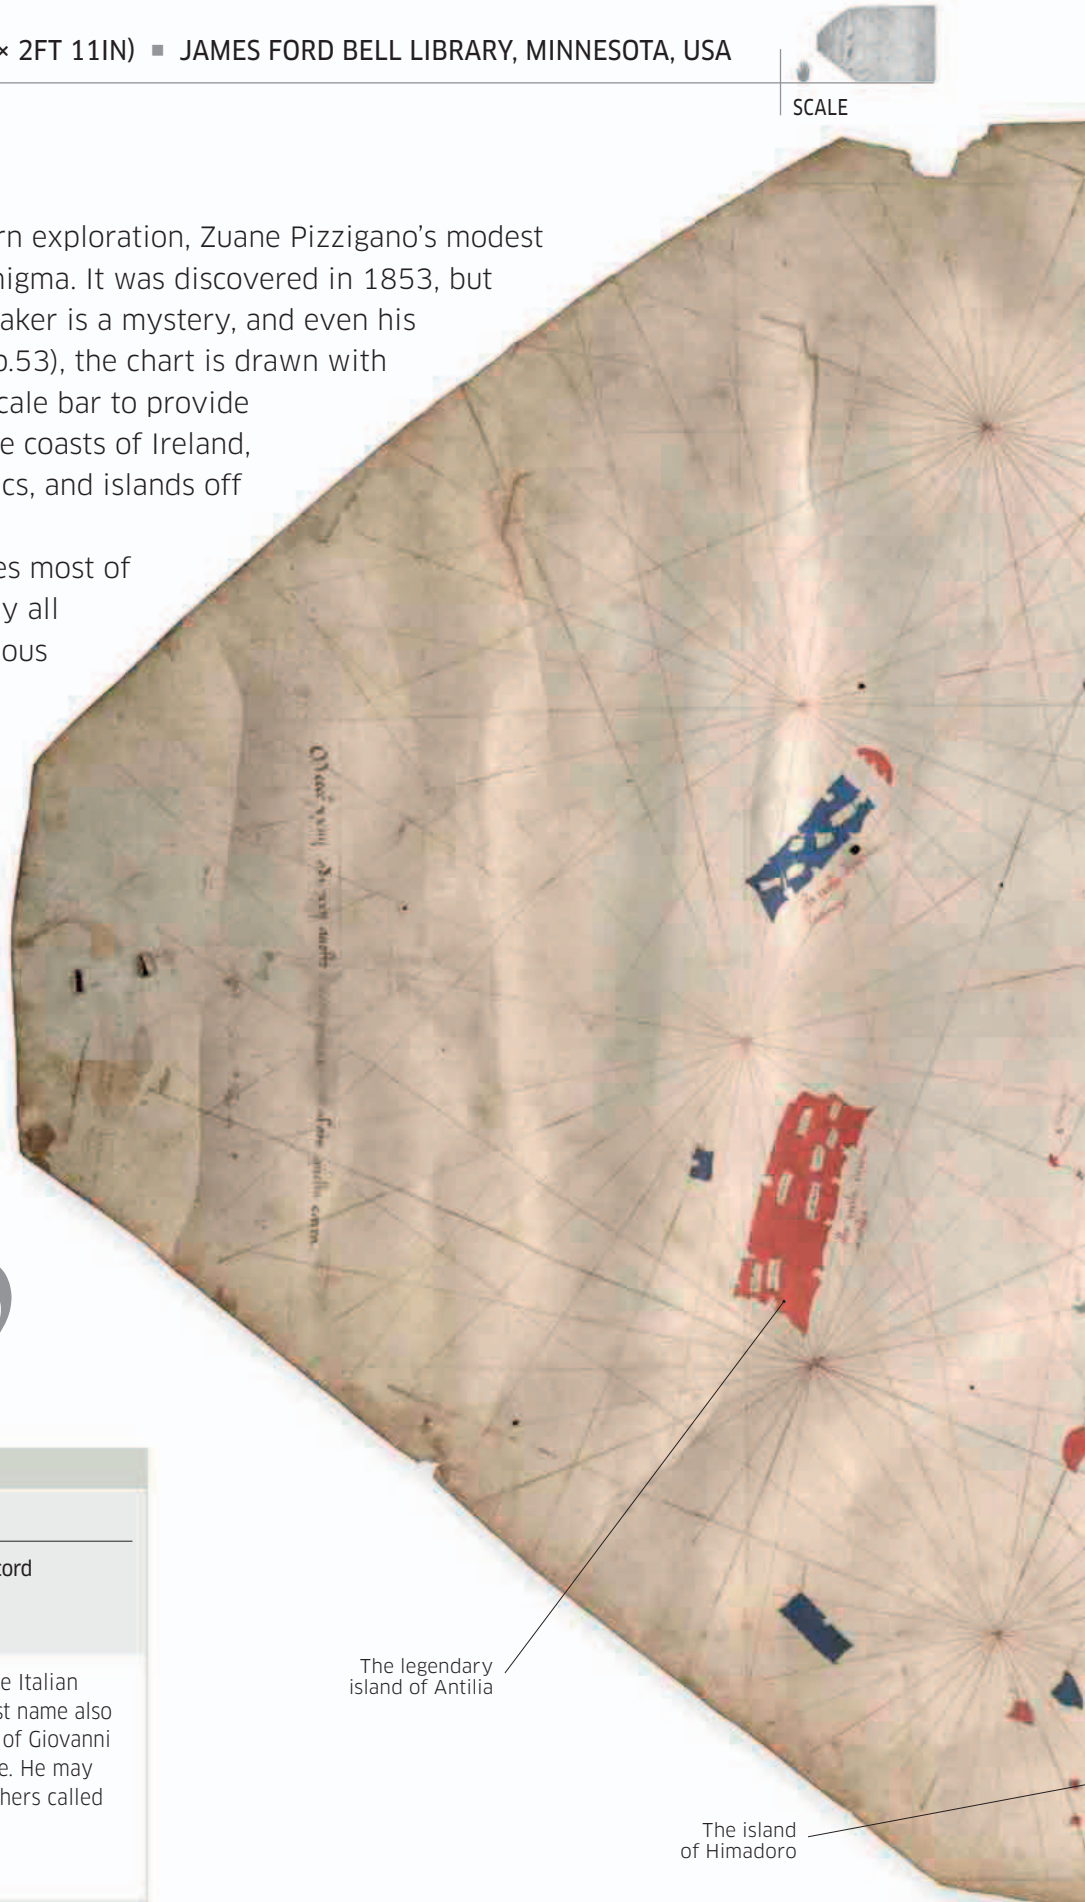 × 2FT 11IN) ■ JAMES FORD BELL LIBRARY, MINNESOTA, USA
SCALE
rn exploration, Zuane Pizzigano’s modest
nigma. It was discovered in 1853, but
aker is a mystery, and even his
p.53), the chart is drawn with
cale bar to provide
e coasts of Ireland,
cs, and islands off
es most of
y all
ous
cord
e Italian
st name also
of Giovanni
e. He may
hers called
The legendary
island of Antilia
The island
of Himadoro